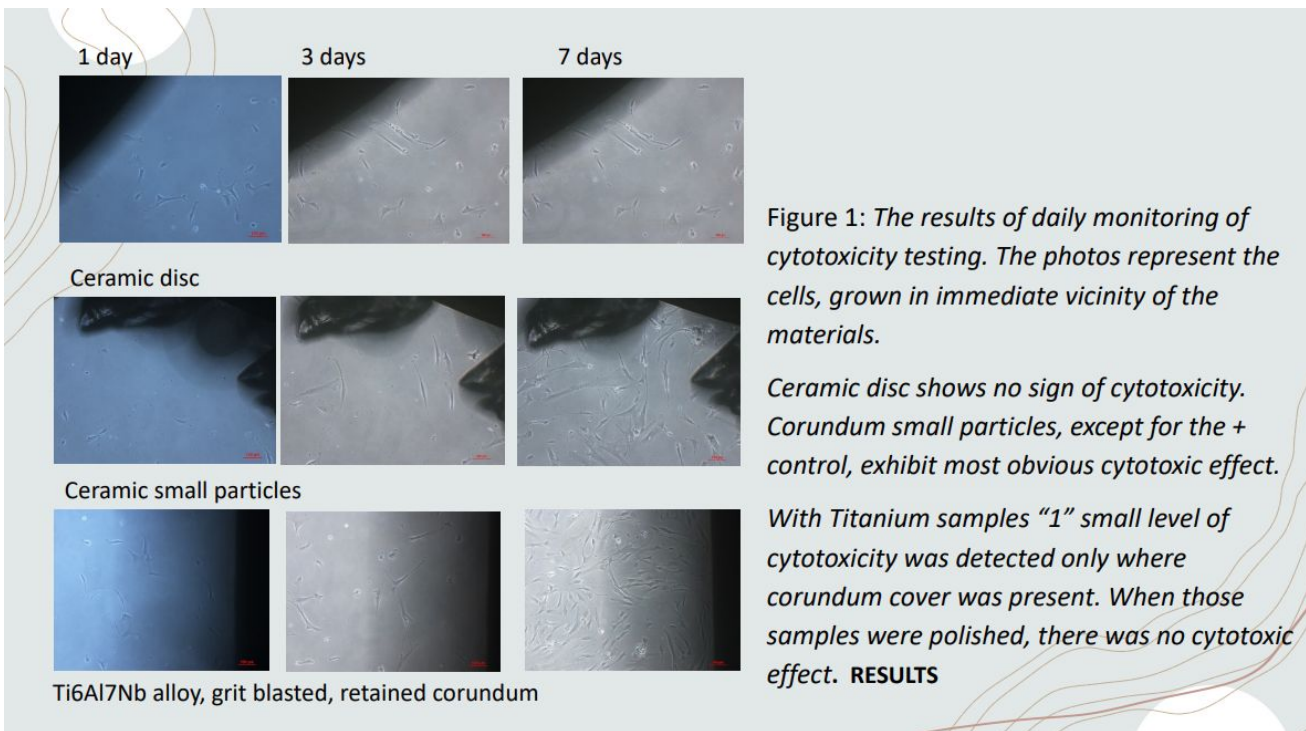 1 day
3 days
7 days
Ceramic disc
Ceramic small particles
Ti6Al7Nb alloy, grit blasted, retained corundum
Figure 1: The results of daily monitoring of
cytotoxicity testing. The photos represent the
cells, grown in immediate vicinity of the
materials.
Ceramic disc shows no sign of cytotoxicity.
Corundum small particles, except for the +
control, exhibit most obvious cytotoxic effect.
With Titanium samples “1” small level of
cytotoxicity was detected only where
corundum cover was present. When those
samples were polished, there was no cytotoxic
effect. RESULTS